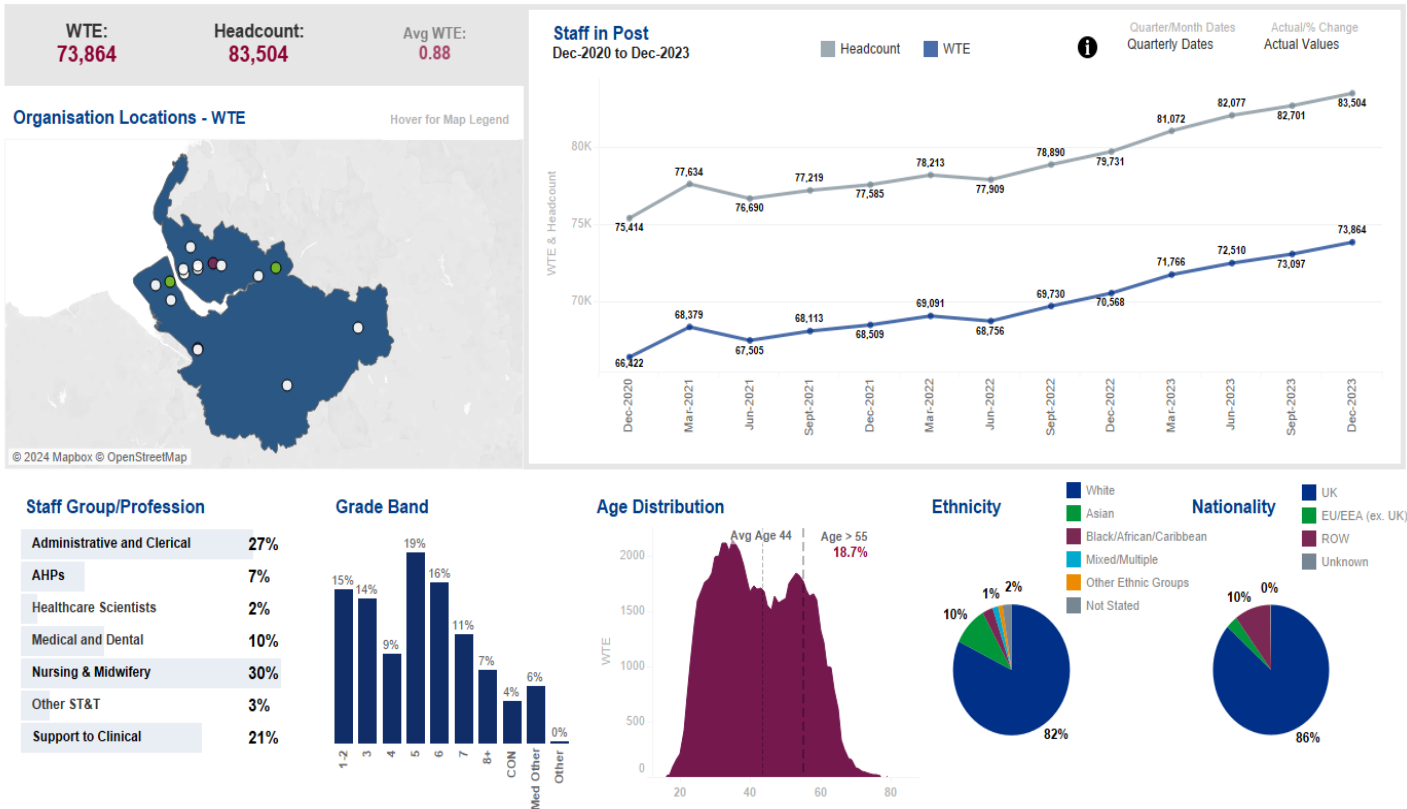 WTE:
73,864
Headcount:
83,504
Avg WTE:
0.88
Organisation Locations - WTE
Hover for Map Legend
© 2024 Mapbox © OpenStreetMap
Staff in Post
Dec-2020 to Dec-2023
Headcount
WTE
Quarter/Month Dates
Quarterly Dates
Actual/% Change
Actual Values
i
WTE & Headcount
80K
75K
70K
75,414
77,634
76,690
77,219
77,585
78,213
77,909
78,890
79,731
81,072
82,077
82,701
83,504
66,422
68,379
67,505
68,113
68,509
69,091
68,756
69,730
70,568
71,766
72,510
73,097
73,864
Dec-2020
Mar-2021
Jun-2021
Sept-2021
Dec-2021
Mar-2022
Jun-2022
Sept-2022
Dec-2022
Mar-2023
Jun-2023
Sept-2023
Dec-2023
Staff Group/Profession
Administrative and Clerical 27%
AHPs 7%
Healthcare Scientists 2%
Medical and Dental 10%
Nursing & Midwifery 30%
Other ST&T 3%
Support to Clinical 21%
Grade Band
15%
14%
9%
19%
16%
11%
7%
4%
6%
0%
1-2
3
4
5
6
7
8+
CON
Med Other
Other
Age Distribution
Avg Age 44
Age > 55
18.7%
WTE
2000
1500
1000
500
0
20
40
60
80
Ethnicity
White
Asian
Black/African/Caribbean
Mixed/Multiple
Other Ethnic Groups
Not Stated
10%
1%
2%
82%
Nationality
UK
EU/EEA (ex. UK)
ROW
Unknown
10%
0%
86%